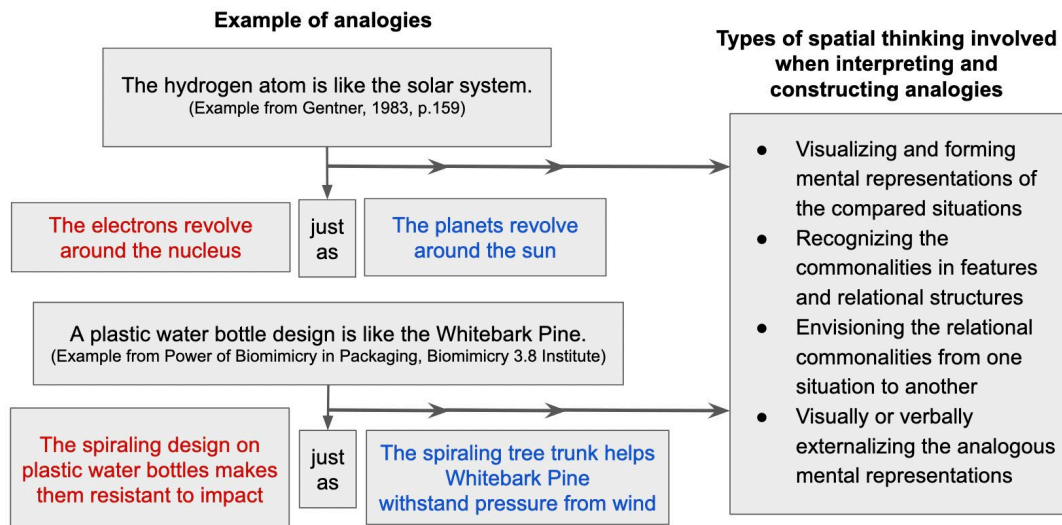 Example of analogies
The hydrogen atom is like the solar system.
(Example from Gentner, 1983, p.159)
The electrons revolve
around the nucleus
just
as
The planets revolve
around the sun
A plastic water bottle design is like the Whitebark Pine.
(Example from Power of Biomimicry in Packaging, Biomimicry 3.8 Institute)
The spiraling design on
plastic water bottles makes
them resistant to impact
just
as
The spiraling tree trunk helps
Whitebark Pine
withstand pressure from wind
Types of spatial thinking involved
when interpreting and
constructing analogies
● Visualizing and forming
mental representations of
the compared situations
● Recognizing the
commonalities in features
and relational structures
● Envisioning the relational
commonalities from one
situation to another
● Visually or verbally
externalizing the analogous
mental representations